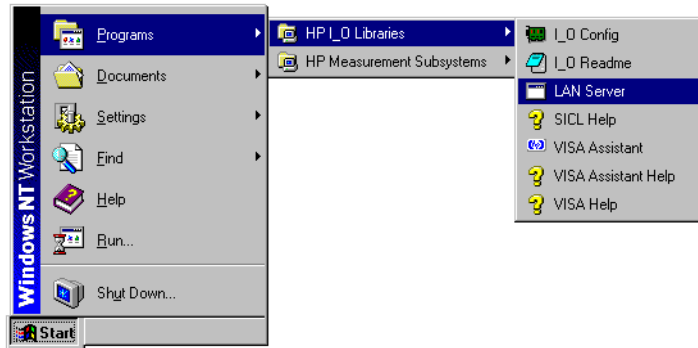 Windows NT Workstation
Programs
Documents
Settings
Find
Help
Run...
Shut Down...
Start
HP I_O Libraries
HP Measurement Subsystems
I_O Config
I_O Readme
LAN Server
SICL Help
VISA Assistant
VISA Assistant Help
VISA Help